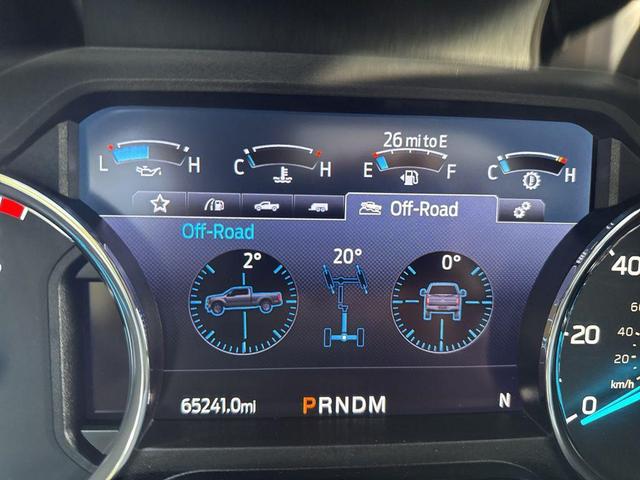 26 mi to E
L H C H E F C H
Off-Road
Off-Road
2° 20° 0°
40
60
20
40
20
km/h
0
65241.0mi PRNDM N